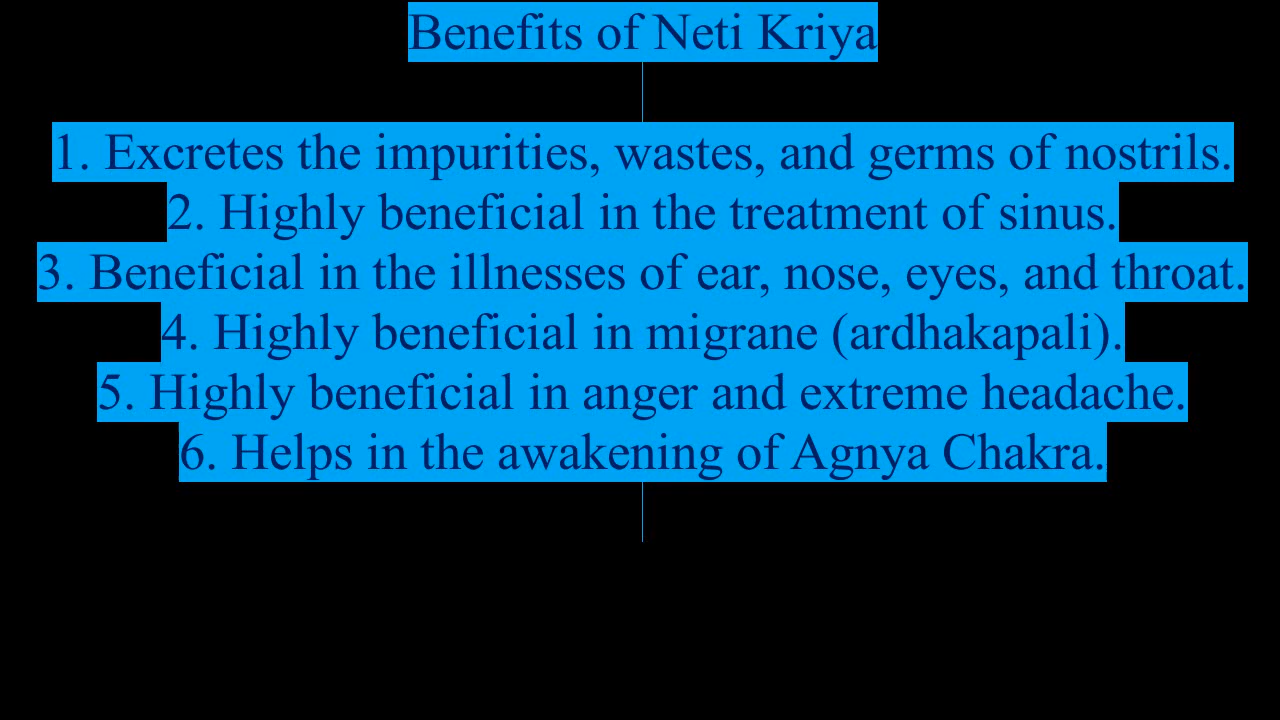 Benefits of Neti Kriya
1. Excretes the impurities, wastes, and germs of nostrils.
2. Highly beneficial in the treatment of sinus.
3. Beneficial in the illnesses of ear, nose, eyes, and throat.
4. Highly beneficial in migrane (ardhakapali).
5. Highly beneficial in anger and extreme headache.
6. Helps in the awakening of Agnya Chakra.